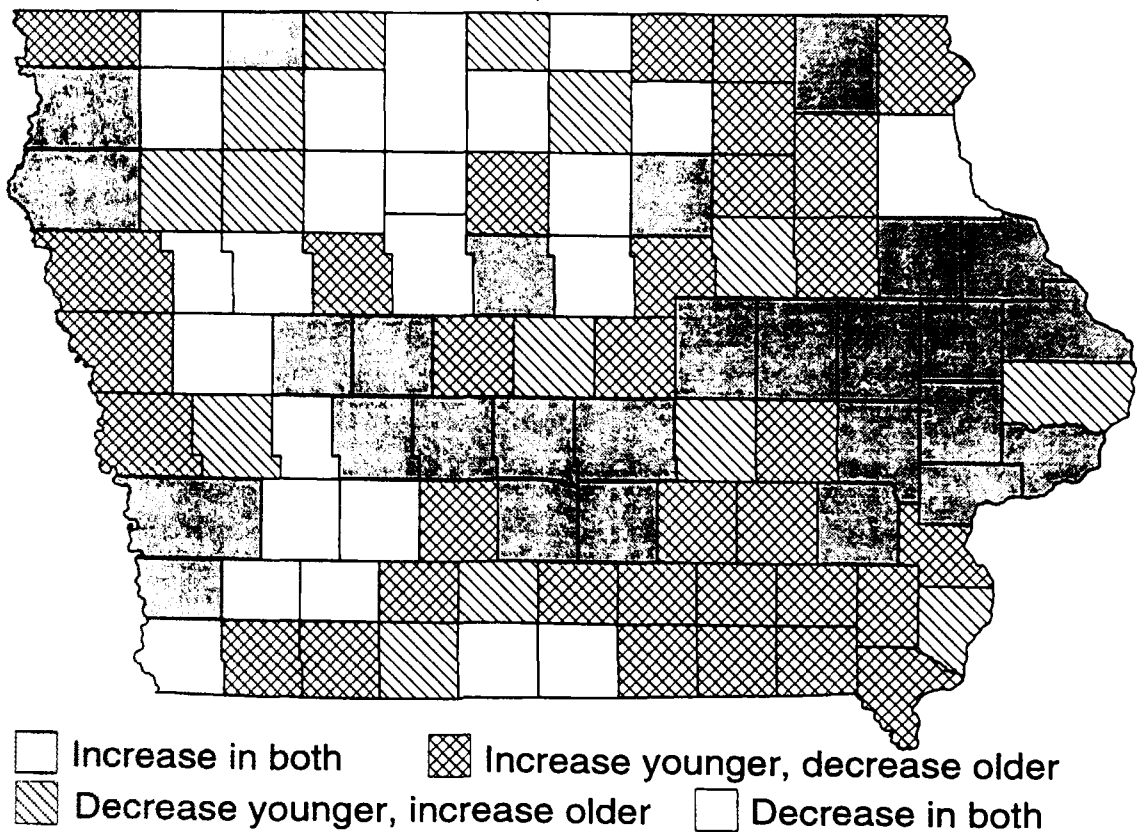 Increase in both
Increase younger, decrease older
Decrease younger, increase older
Decrease in both